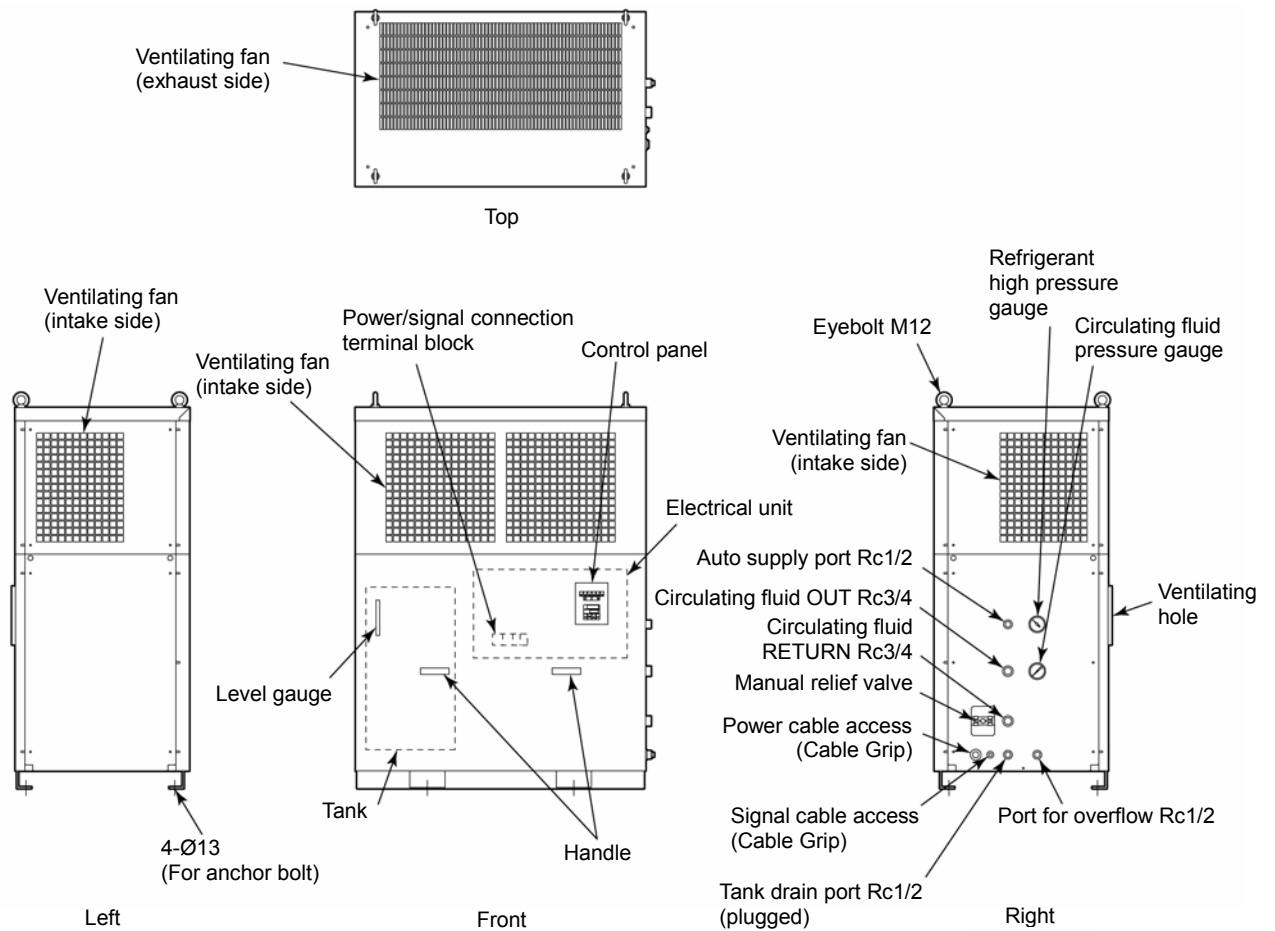 Ventilating fan
(exhaust side)
Top
Ventilating fan
(intake side)
4-Ø13
(For anchor bolt)
Left
Power/signal connection
terminal block
Control panel
Ventilating fan
(intake side)
Electrical unit
Level gauge
Tank
Handle
Front
Refrigerant
high pressure
gauge
Eyebolt M12
Circulating fluid
pressure gauge
Ventilating fan
(intake side)
Auto supply port Rc1/2
Circulating fluid OUT Rc3/4
Circulating fluid
RETURN Rc3/4
Manual relief valve
Power cable access
(Cable Grip)
Ventilating
hole
Signal cable access
(Cable Grip)
Port for overflow Rc1/2
Tank drain port Rc1/2
(plugged)
Right